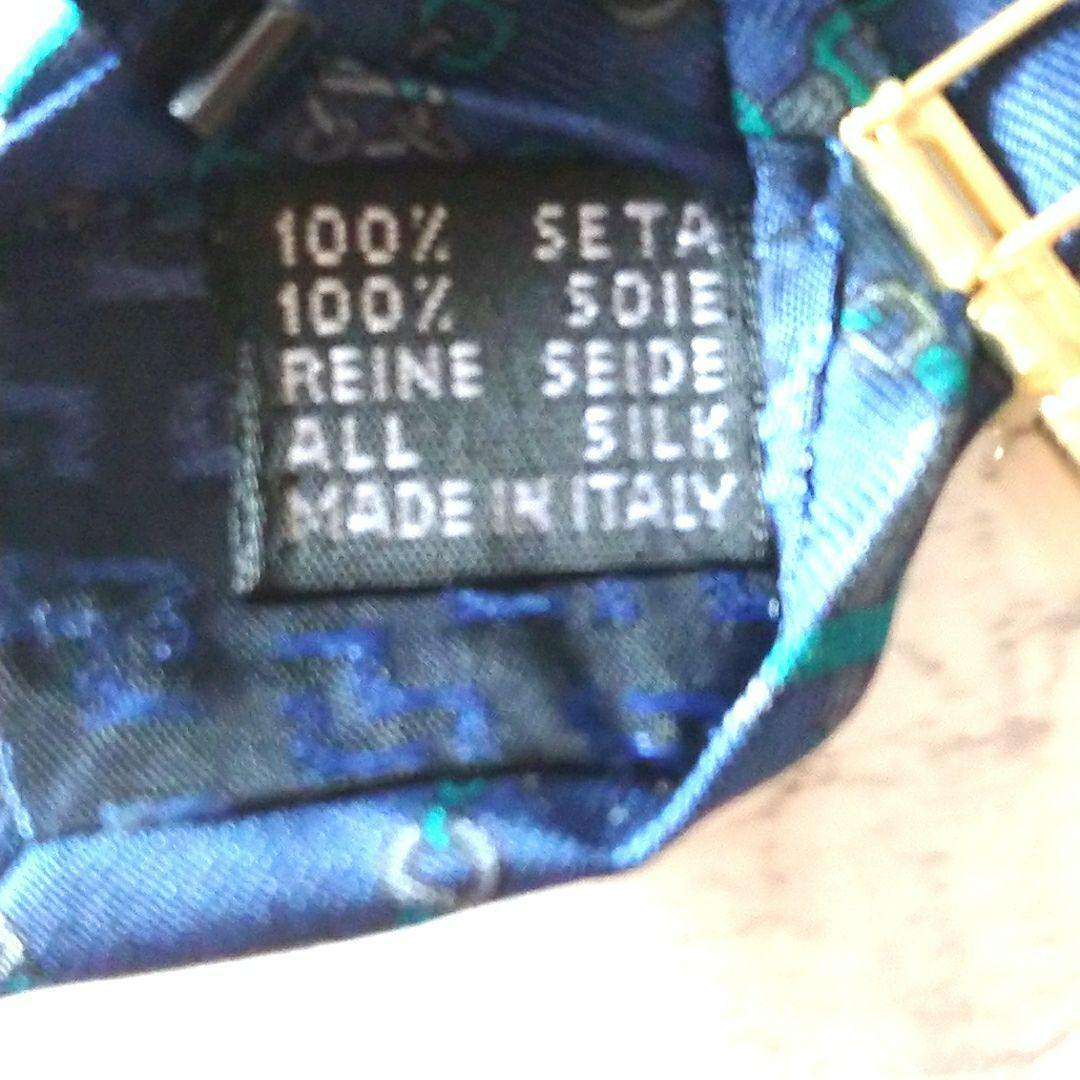 100% SETA
100% SOIE
REINE SEIDE
ALL SILK
MADE IN ITALY